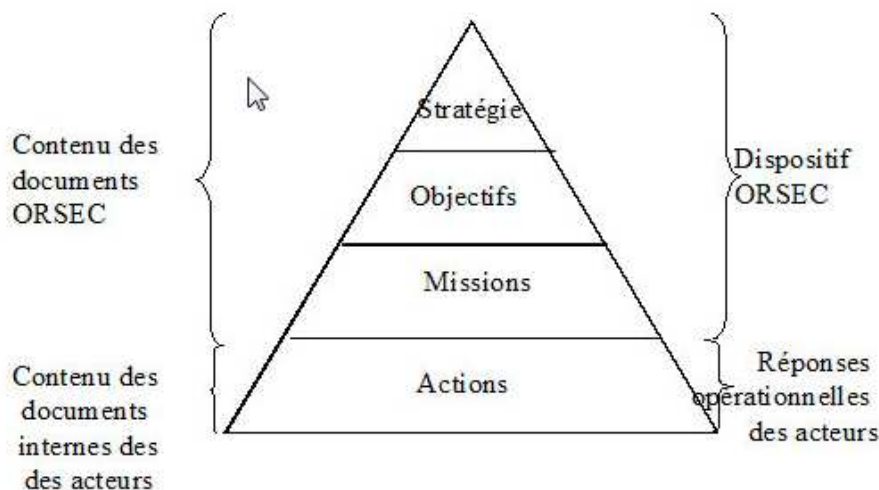 Stratégie
Contenu des
documents
ORSEC
Dispositif
ORSEC
Objectifs
Missions
Actions
Contenu des
documents
internes des
des acteurs
Réponses
opérationnelles
des acteurs